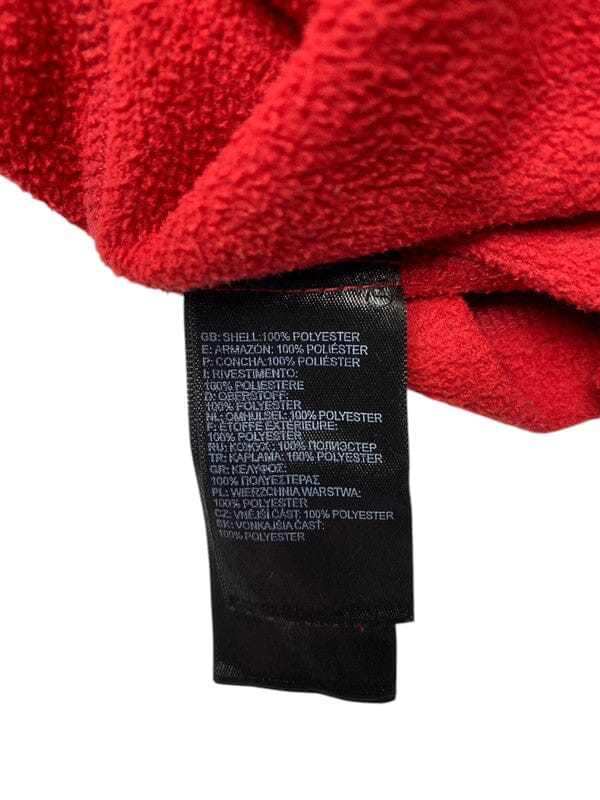 GB: SHELL:100% POLYESTER
E: ARMAZÓN: 100% POLIÉSTER
P: CONCHA:100% POLIÉSTER
I: RIVESTIMENTO:
100% POLIESTERE
D: OBERSTOFF:
100% POLYESTER
NL: OMHULSEL: 100% POLYESTER
F: ÉTOFFE EXTÉRIEURE:
100% POLYESTER
RU: КОЖУХ: 100% ПОЛИЭСТЕР
TR: KAPLAMA: 100% POLYESTER
GR: ΚΕΛΥΦΟΣ:
100% ΠΟΛΥΕΣΤΕΡΑΣ
PL: WIERZCHNIA WARSTWA:
100% POLYESTER
CZ: VNĚJŠÍ ČÁST: 100% POLYESTER
SK: VONKAJŠIA ČASŤ:
100% POLYESTER